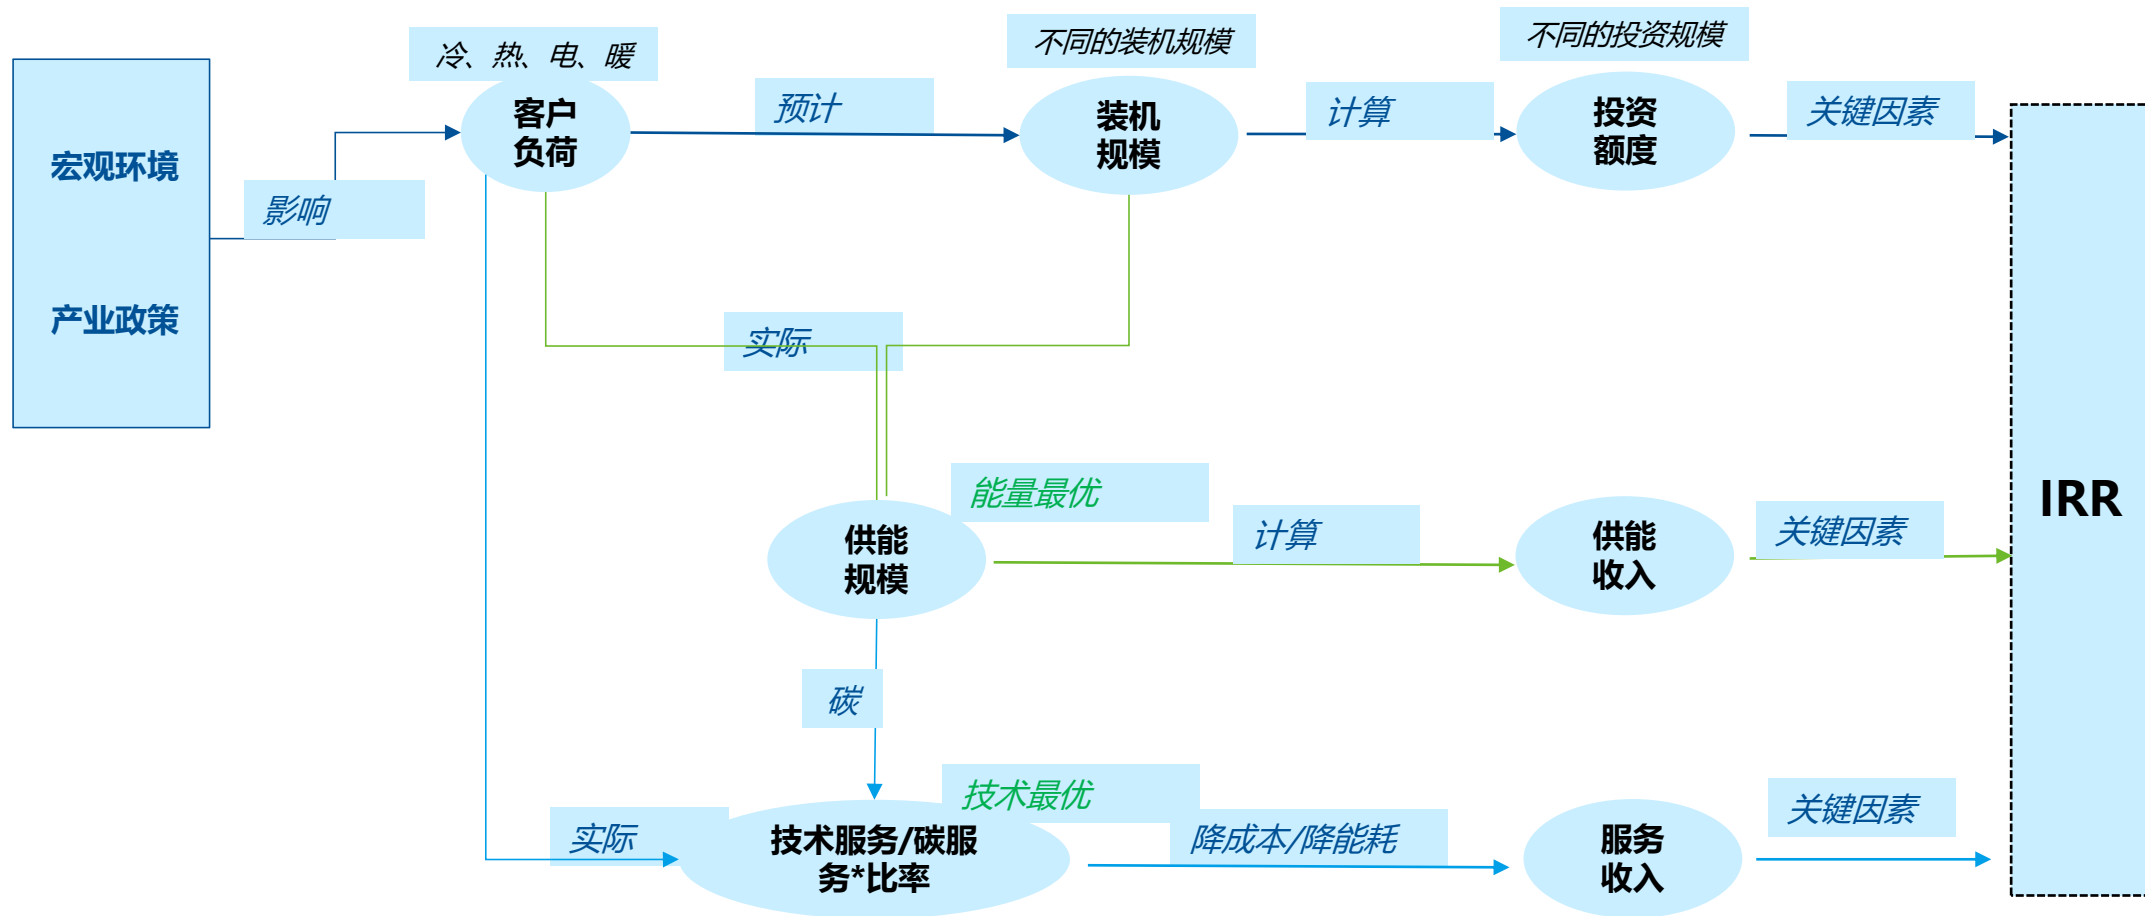 冷、热、电、暖
不同的装机规模
不同的投资规模
宏观环境
产业政策
影响
客户
负荷
预计
装机
规模
计算
投资
额度
关键因素
实际
能量最优
供能
规模
计算
供能
收入
关键因素
IRR
碳
技术最优
实际
技术服务/碳服
务*比率
降成本/降能耗
服务
收入
关键因素